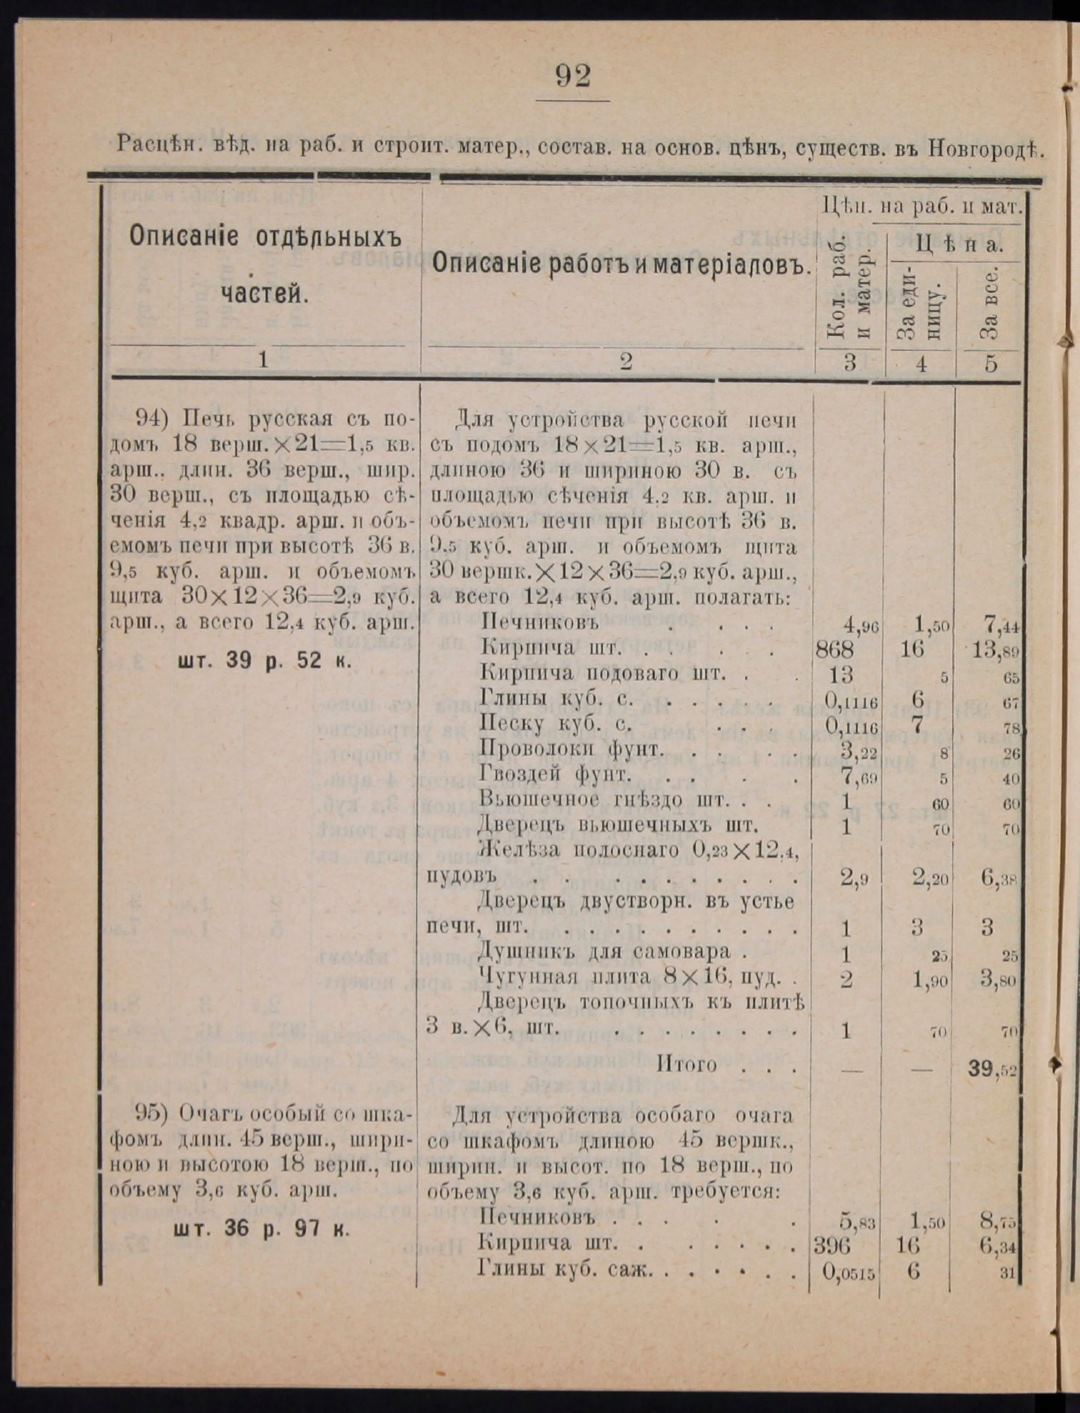 92
Расцѣн. вѣд. на раб. и строит. матер., состав. на основ. цѣнъ, существ. въ Новгородѣ.
Описаніе отдѣльныхъ
частей.
Описаніе работъ и матеріаловъ.
Цѣн. на раб. и мат.
Кол. раб.
и матер.
Цѣна.
За еди-
ницу.
За все.
1 2 3 4 5
94) Печь русская съ по-
домъ 18 верш.×21=1,5 кв.
арш., длин. 36 верш., шир.
30 верш., съ площадью сѣ-
ченія 4,2 квадр. арш. и объ-
емомъ печи при высотѣ 36 в.
9,5 куб. арш. и объемомъ
щита 30×12×36=2,9 куб.
арш., а всего 12,4 куб. арш.
шт. 39 р. 52 к.
Для устройства русской печи
съ подомъ 18×21=1,5 кв. арш.,
длиною 36 и шириною 30 в. съ
площадью сѣченія 4,2 кв. арш. и
объемомъ печи при высотѣ 36 в.
9,5 куб. арш. и объемомъ щита
30 вершк.×12×36=2,9 куб. арш.,
а всего 12,4 куб. арш. полагать:
Печниковъ . . . . 4,96 1,50 7,44
Кирпича шт. . . . . 868 16 13,89
Кирпича подоваго шт. . . 13 5 65
Глины куб. с. . . . . . 0,1116 6 67
Песку куб. с. . . . 0,1116 7 78
Проволоки фунт. . . . . 3,22 8 26
Гвоздей фунт. . . . . 7,69 5 40
Вьюшечное гнѣздо шт. . . 1 60 60
Дверецъ вьюшечныхъ шт. 1 70 70
Желѣза полоснаго 0,23×12,4,
пудовъ . . . . . . . . . . 2,9 2,20 6,38
Дверецъ двустворн. въ устье
печи, шт. . . . . . . . . . . 1 3 3
Душникъ для самовара . 1 25 25
Чугунная плита 8×16, пуд. . 2 1,90 3,80
Дверецъ топочныхъ къ плитѣ
3 в.×6, шт. . . . . . . . . 1 70 70
Итого . . . — — 39,52
95) Очагъ особый со шка-
фомъ длин. 45 верш., шири-
ною и высотою 18 верш., по
объему 3,6 куб. арш.
шт. 36 р. 97 к.
Для устройства особаго очага
со шкафомъ длиною 45 вершк.,
ширин. и высот. по 18 верш., по
объему 3,6 куб. арш. требуется:
Печниковъ . . . . . 5,83 1,50 8,75
Кирпича шт. . . . . . . 396 16 6,34
Глины куб. саж. . . . . . . 0,0515 6 31